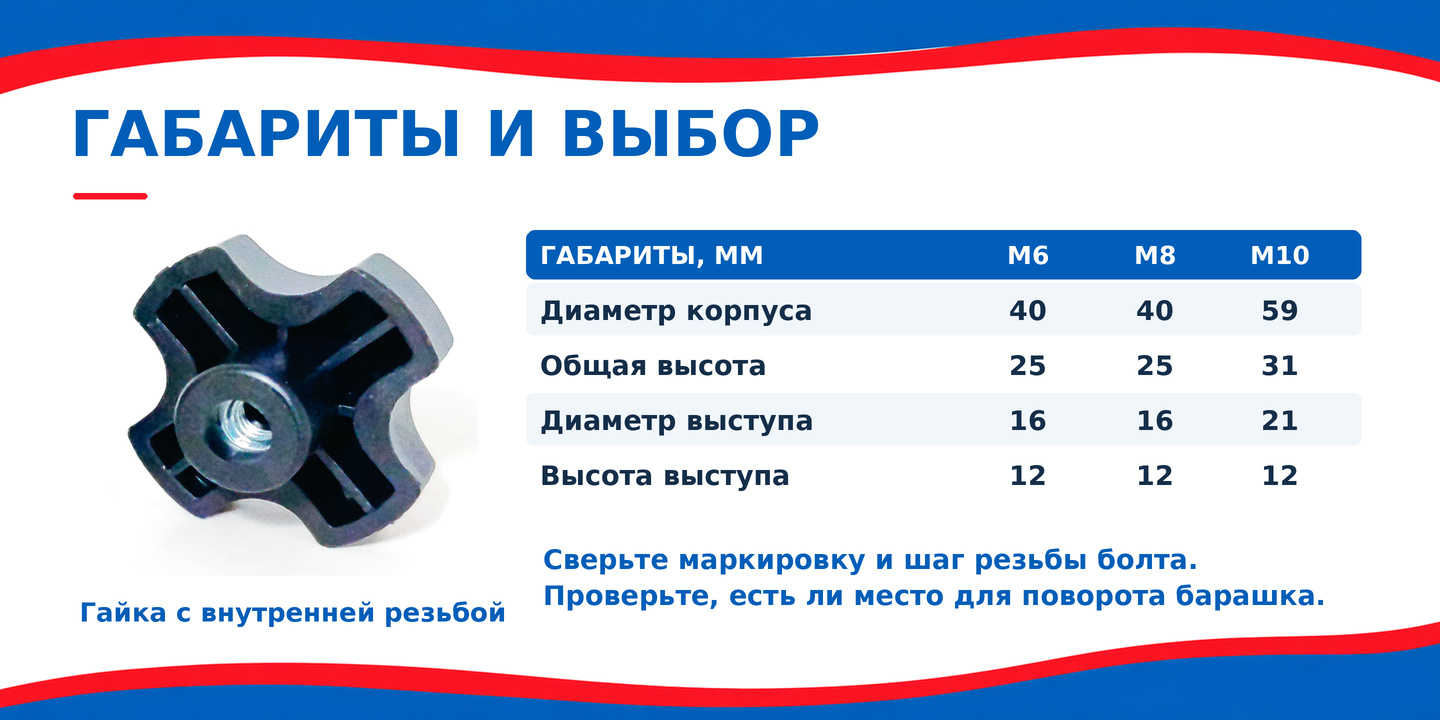 ГАБАРИТЫ И ВЫБОР
ГАБАРИТЫ, ММ М6 М8 М10
Диаметр корпуса 40 40 59
Общая высота 25 25 31
Диаметр выступа 16 16 21
Высота выступа 12 12 12
Сверьте маркировку и шаг резьбы болта.
Проверьте, есть ли место для поворота барашка.
Гайка с внутренней резьбой